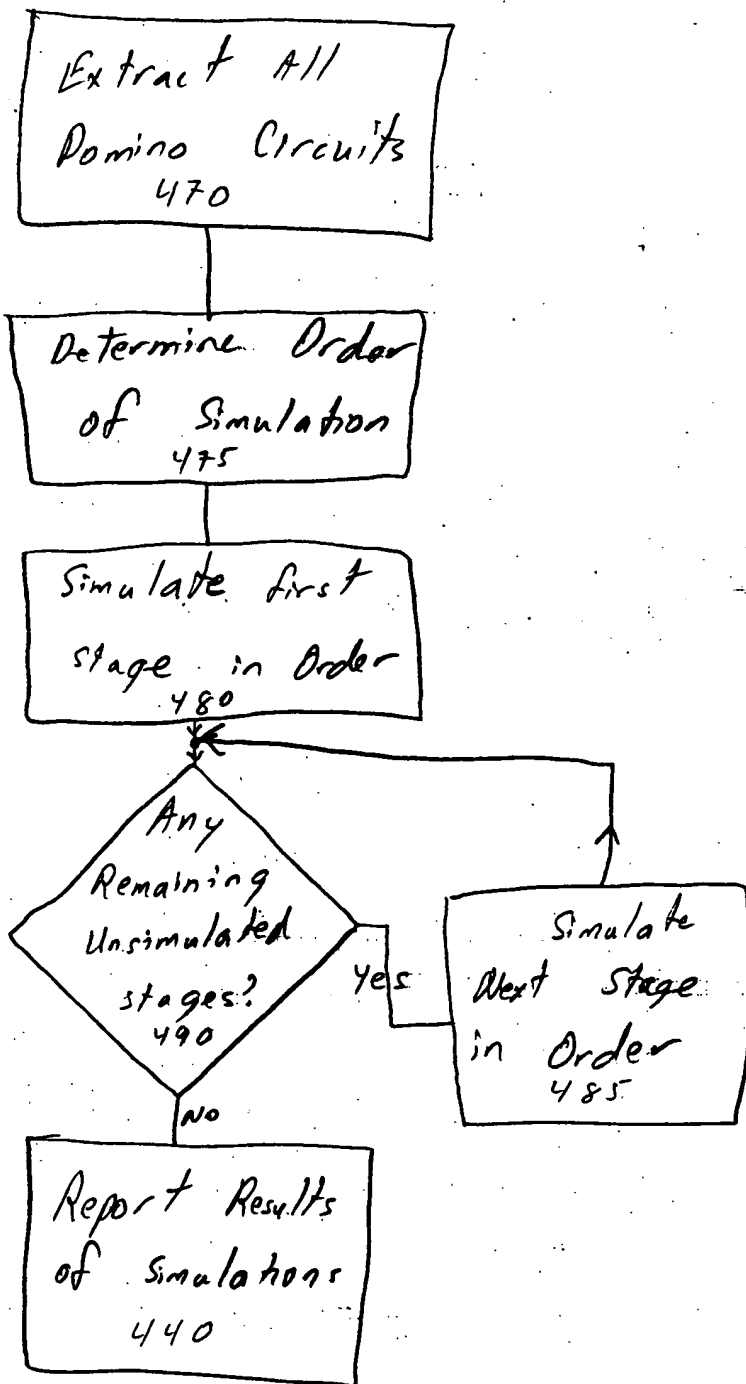 Extract All
Domino Circuits
470
Determine Order
of Simulation
475
Simulate first
stage in Order
480
Any
Remaining
Unsimulated
stages?
490
Yes
Simulate
Next Stage
in Order
485
No
Report Results
of Simulations
440